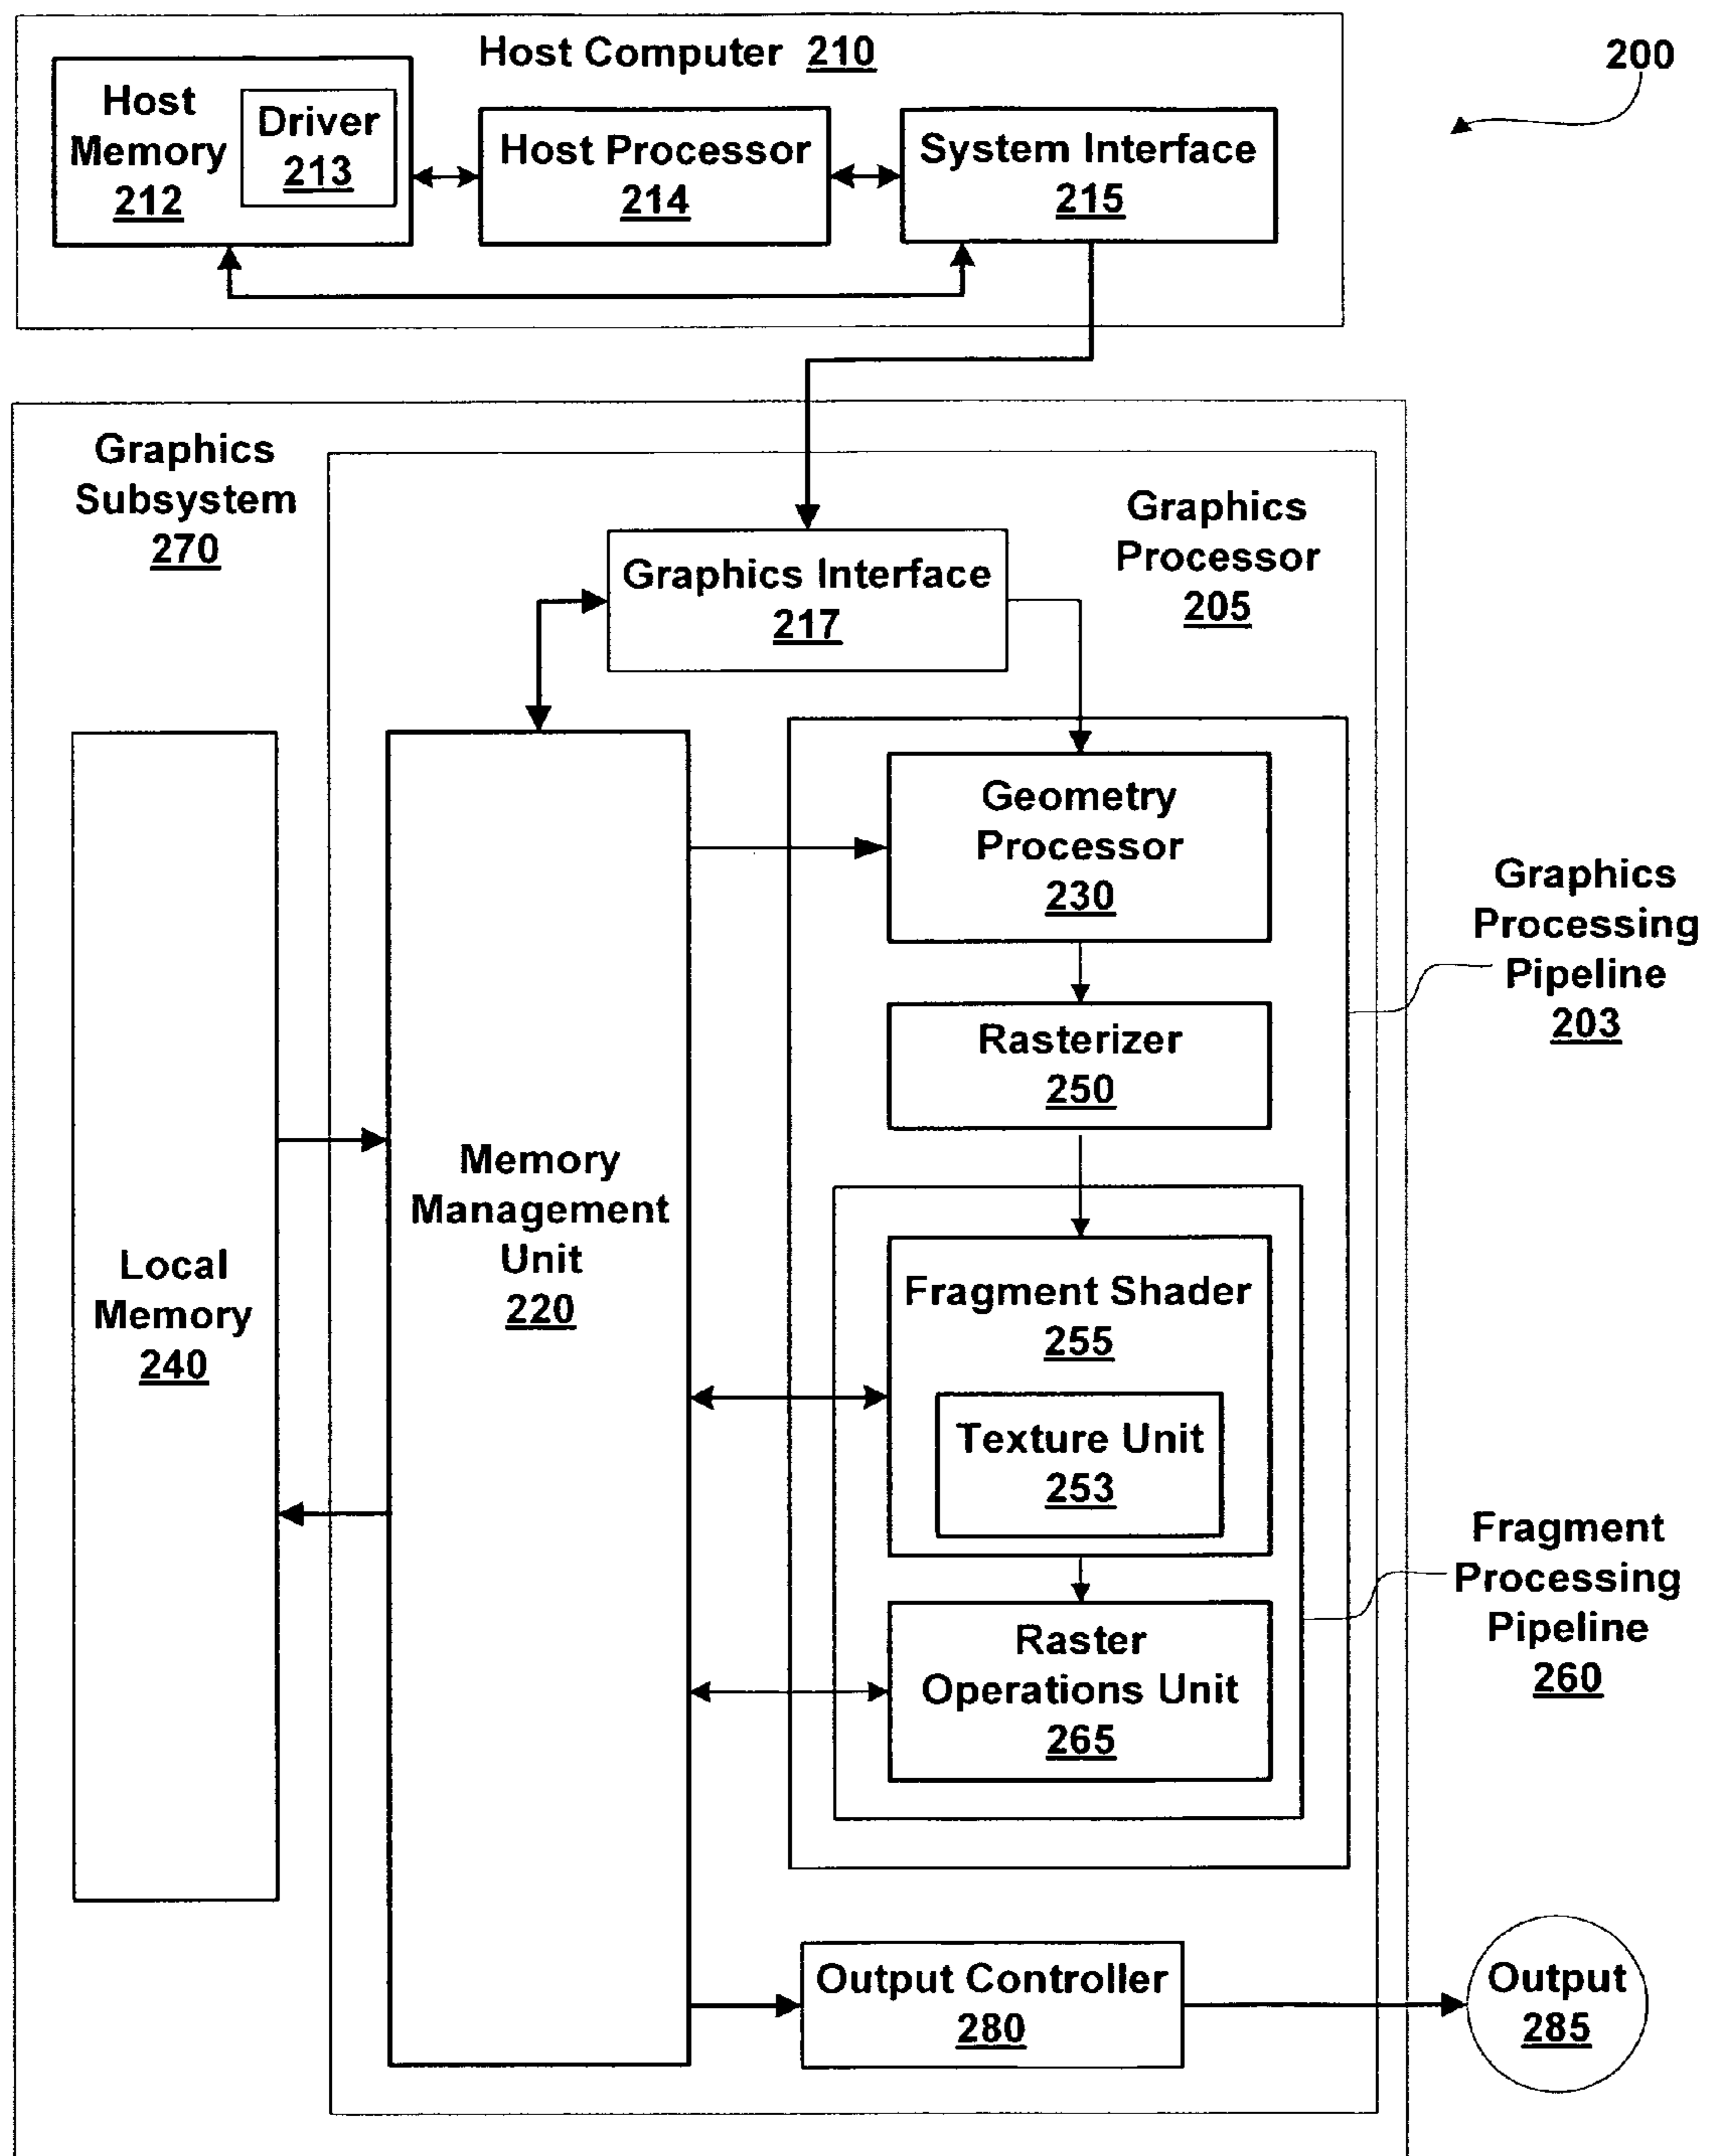 Host Computer 210
200
Host
Memory
212
Driver
213
Host Processor
214
System Interface
215
Graphics
Subsystem
270
Graphics
Processor
205
Graphics Interface
217
Geometry
Processor
230
Graphics
Processing
Pipeline
203
Rasterizer
250
Memory
Management
Unit
220
Local
Memory
240
Fragment Shader
255
Texture Unit
253
Fragment
Processing
Pipeline
260
Raster
Operations Unit
265
Output Controller
280
Output
285